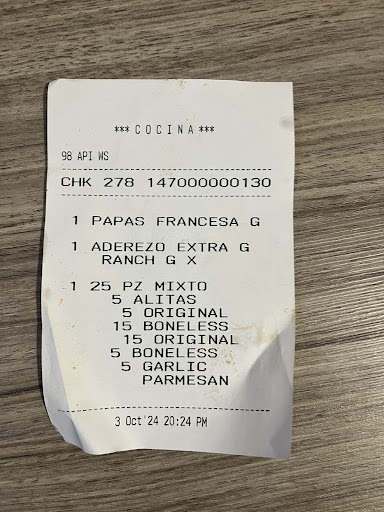 *** C O C I N A ***
98 API WS
CHK 278 147000000130
1 PAPAS FRANCESA G
1 ADEREZO EXTRA G
RANCH G X
1 25 PZ MIXTO
5 ALITAS
5 ORIGINAL
15 BONELESS
15 ORIGINAL
5 BONELESS
5 GARLIC
PARMESAN
3 Oct'24 20:24 PM